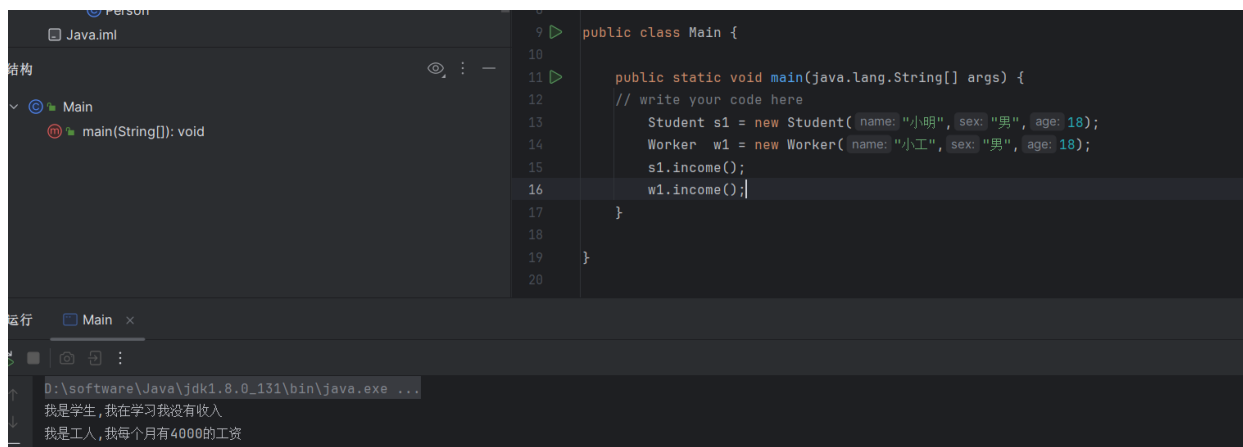 Person
Java.iml
结构
Main
main(String[]): void
9 public class Main {
10
11 public static void main(java.lang.String[] args) {
12 // write your code here
13 Student s1 = new Student( name: "小明", sex: "男", age: 18);
14 Worker  w1 = new Worker( name: "小工", sex: "男", age: 18);
15 s1.income();
16 w1.income();
17 }
18
19 }
20
运行 Main ×
D:\software\Java\jdk1.8.0_131\bin\java.exe ...
我是学生,我在学习我没有收入
我是工人,我每个月有4000的工资